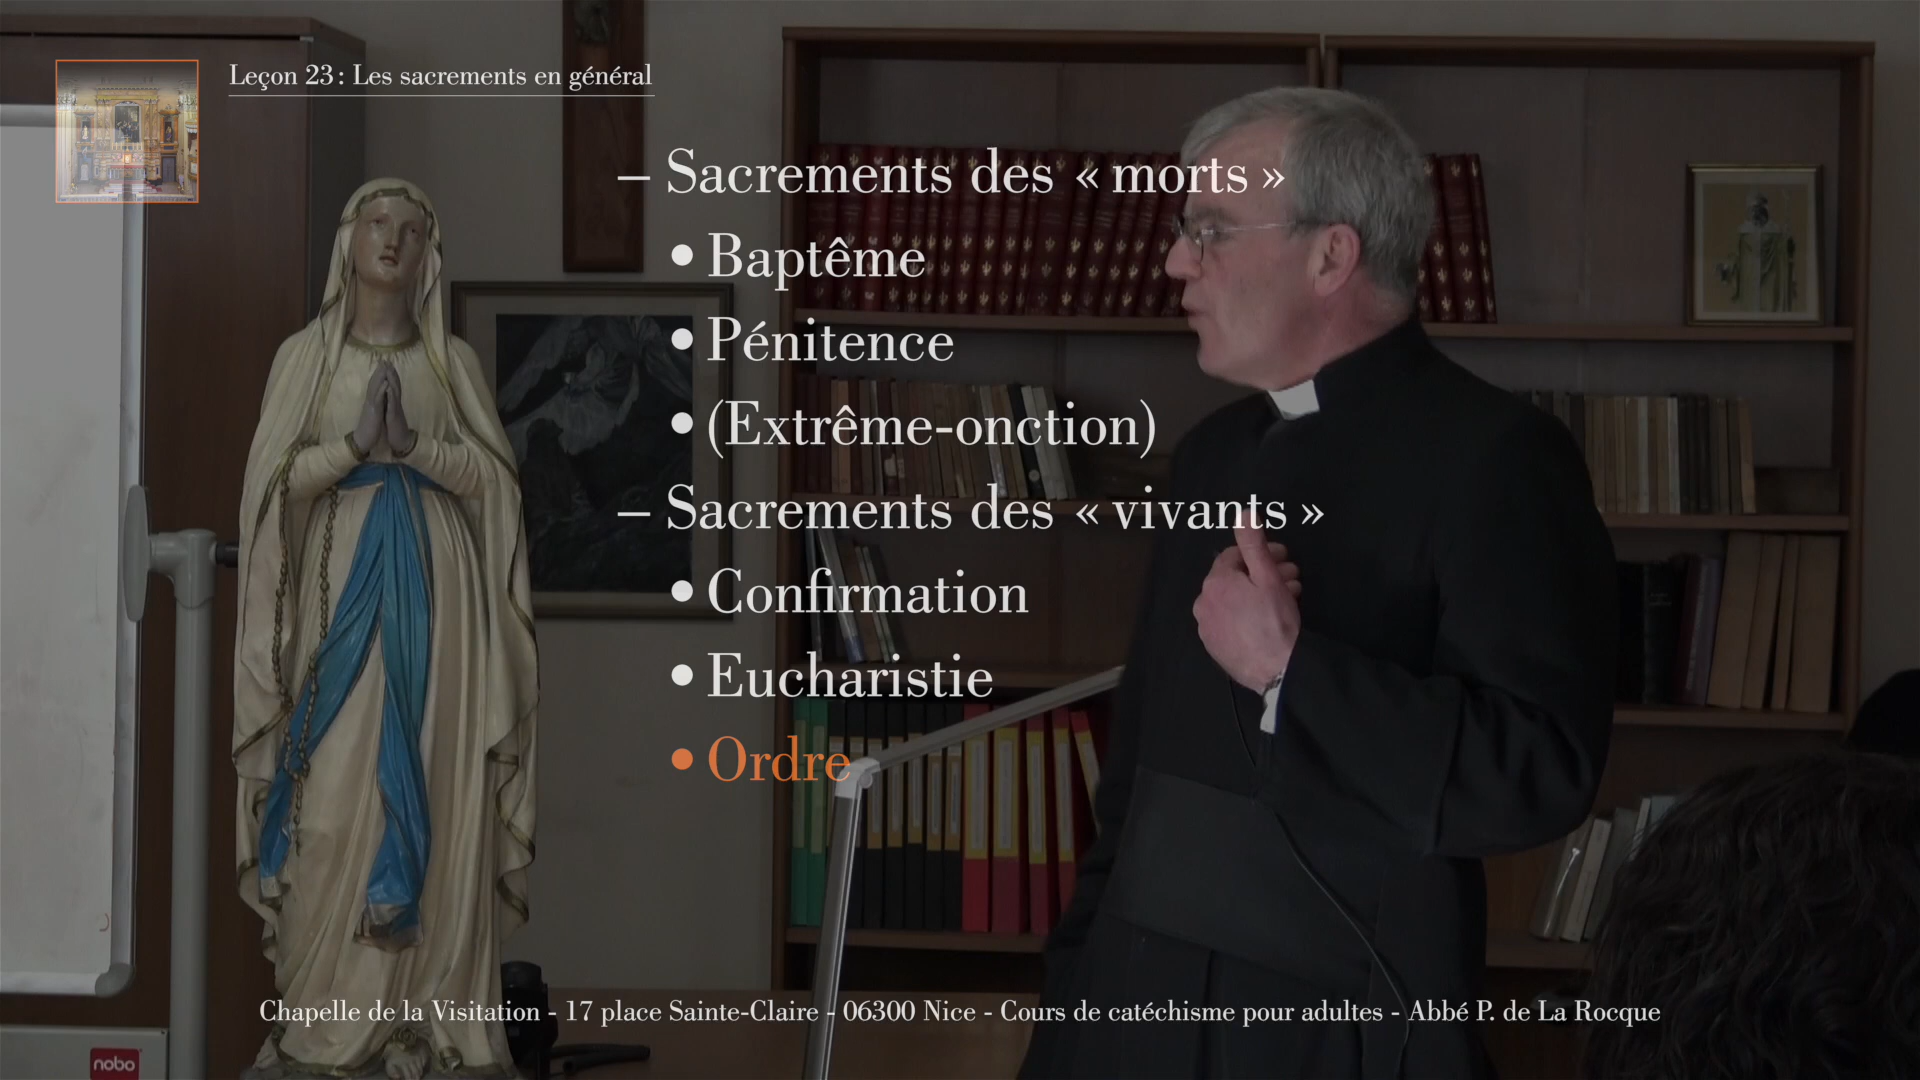 Leçon 23 : Les sacrements en général
– Sacrements des « morts »
• Baptême
• Pénitence
• (Extrême-onction)
– Sacrements des « vivants »
• Confirmation
• Eucharistie
• Ordre
Chapelle de la Visitation - 17 place Sainte-Claire - 06300 Nice - Cours de catéchisme pour adultes - Abbé P. de La Rocque
nobo